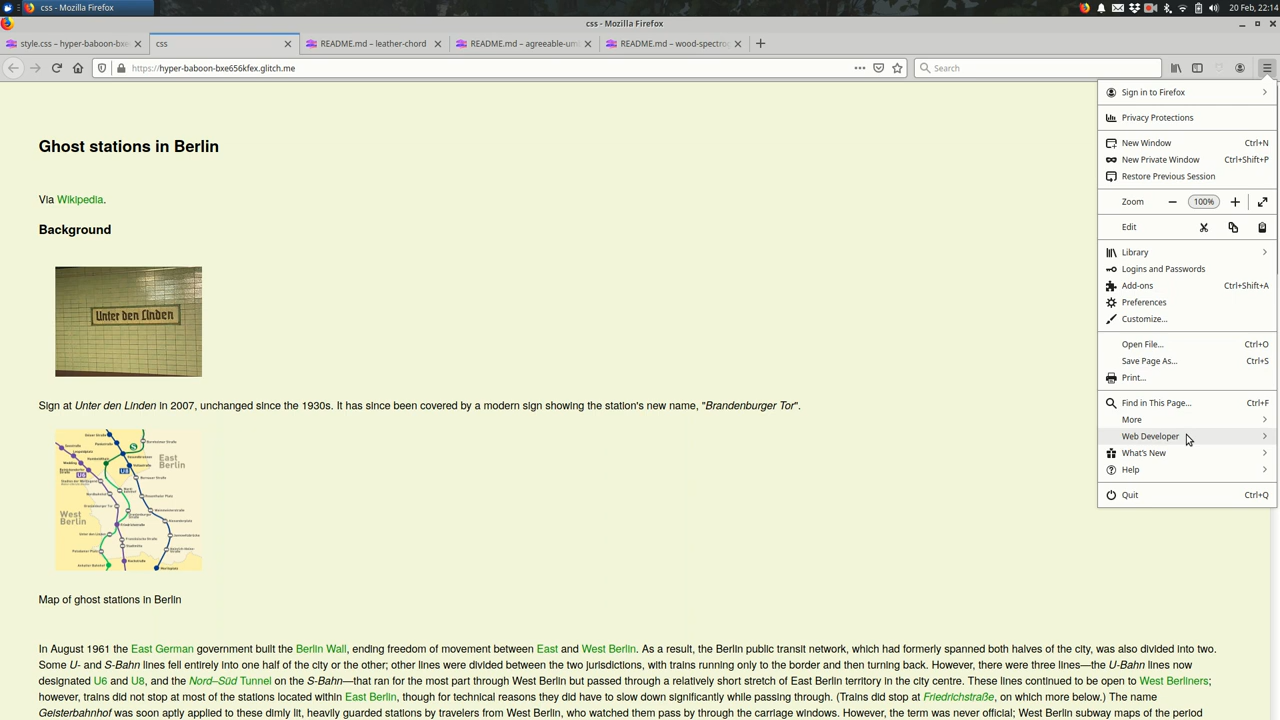 css - Mozilla Firefox
20 Feb, 22:14
css - Mozilla Firefox
style.css – hyper-baboon-bxe
css
README.md – leather-chord
README.md – agreeable-um
README.md – wood-spectro
https://hyper-baboon-bxe656kfex.glitch.me
Search
Ghost stations in Berlin
Via Wikipedia.
Background
Unter den Linden
Sign at Unter den Linden in 2007, unchanged since the 1930s. It has since been covered by a modern sign showing the station's new name, "Brandenburger Tor".
East
Berlin
West
Berlin
U6
U8
Map of ghost stations in Berlin
In August 1961 the East German government built the Berlin Wall, ending freedom of movement between East and West Berlin. As a result, the Berlin public transit network, which had formerly spanned both halves of the city, was also divided into two.
Some U- and S-Bahn lines fell entirely into one half of the city or the other; other lines were divided between the two jurisdictions, with trains running only to the border and then turning back. However, there were three lines—the U-Bahn lines now
designated U6 and U8, and the Nord–Süd Tunnel on the S-Bahn—that ran for the most part through West Berlin but passed through a relatively short stretch of East Berlin territory in the city centre. These lines continued to be open to West Berliners;
however, trains did not stop at most of the stations located within East Berlin, though for technical reasons they did have to slow down significantly while passing through. (Trains did stop at Friedrichstraße, on which more below.) The name
Geisterbahnhof was soon aptly applied to these dimly lit, heavily guarded stations by travelers from West Berlin, who watched them pass by through the carriage windows. However, the term was never official; West Berlin subway maps of the period
Sign in to Firefox
Privacy Protections
New Window Ctrl+N
New Private Window Ctrl+Shift+P
Restore Previous Session
Zoom 100%
Edit
Library
Logins and Passwords
Add-ons Ctrl+Shift+A
Preferences
Customize...
Open File... Ctrl+O
Save Page As... Ctrl+S
Print...
Find in This Page... Ctrl+F
More
Web Developer
What's New
Help
Quit Ctrl+Q